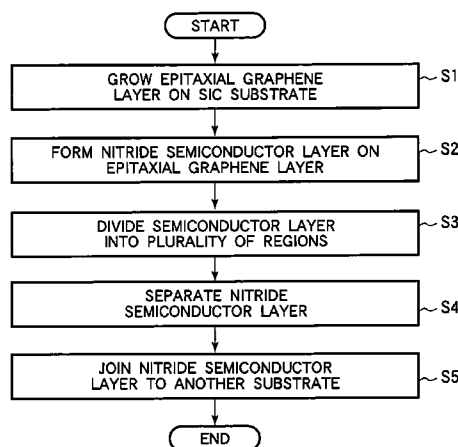 START
GROW EPITAXIAL GRAPHENE
LAYER ON SIC SUBSTRATE
S1
FORM NITRIDE SEMICONDUCTOR LAYER ON
EPITAXIAL GRAPHENE LAYER
S2
DIVIDE SEMICONDUCTOR LAYER
INTO PLURALITY OF REGIONS
S3
SEPARATE NITRIDE
SEMICONDUCTOR LAYER
S4
JOIN NITRIDE SEMICONDUCTOR
LAYER TO ANOTHER SUBSTRATE
S5
END